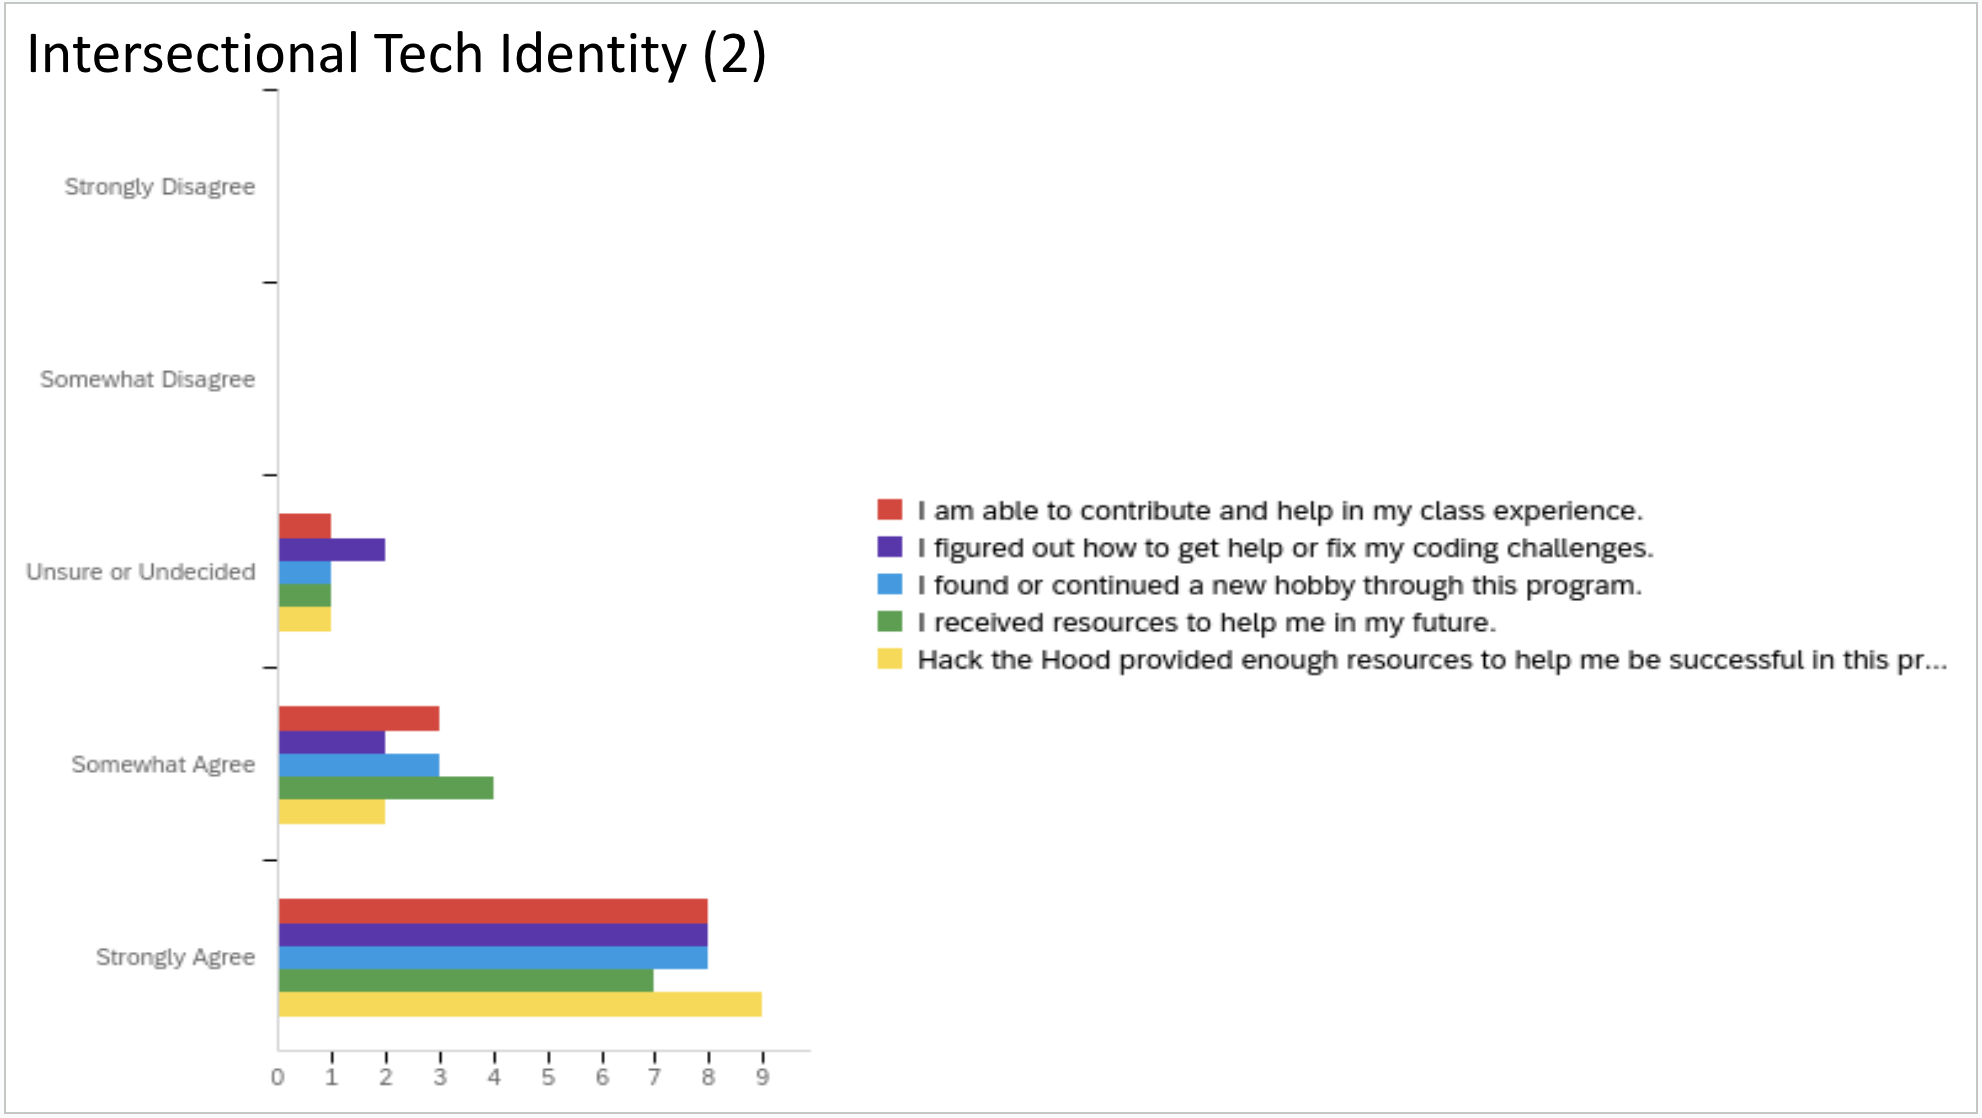 Intersectional Tech Identity (2)
Strongly Disagree
Somewhat Disagree
Unsure or Undecided
Somewhat Agree
Strongly Agree
0 1 2 3 4 5 6 7 8 9
I am able to contribute and help in my class experience.
I figured out how to get help or fix my coding challenges.
I found or continued a new hobby through this program.
I received resources to help me in my future.
Hack the Hood provided enough resources to help me be successful in this pr...